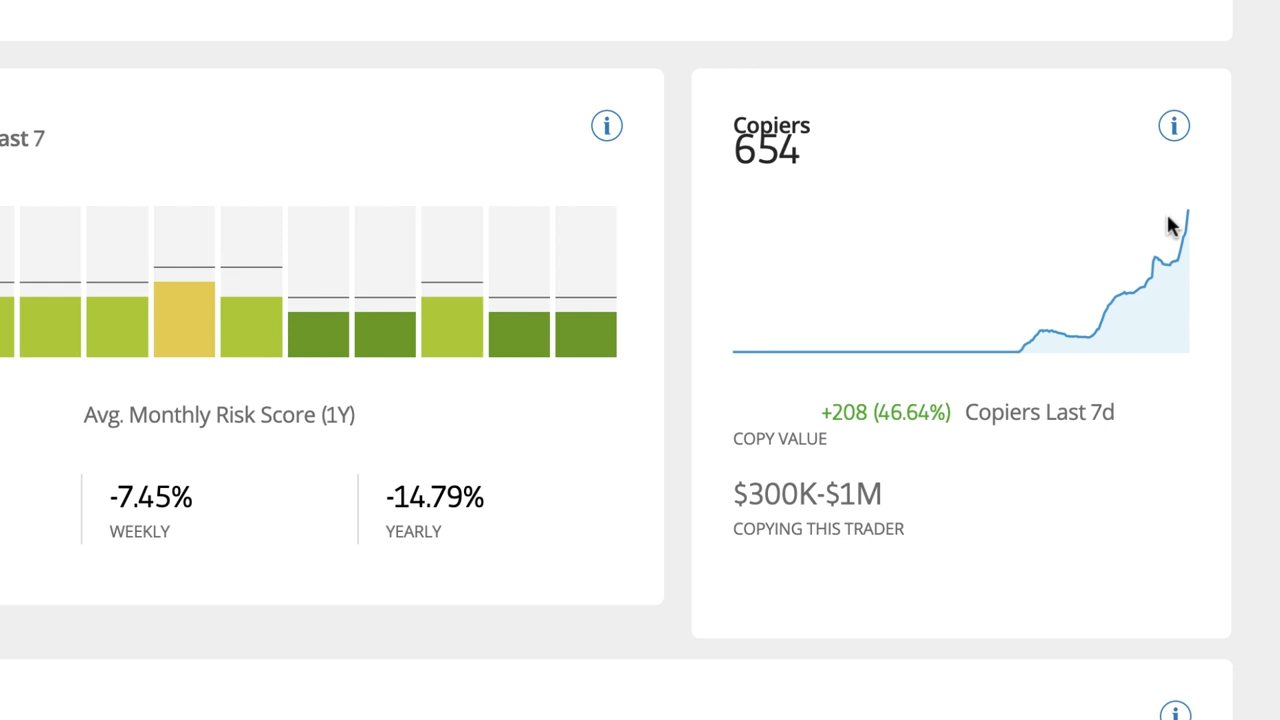 ast 7
Avg. Monthly Risk Score (1Y)
-7.45%
WEEKLY
-14.79%
YEARLY
Copiers
654
+208 (46.64%) Copiers Last 7d
COPY VALUE
$300K-$1M
COPYING THIS TRADER